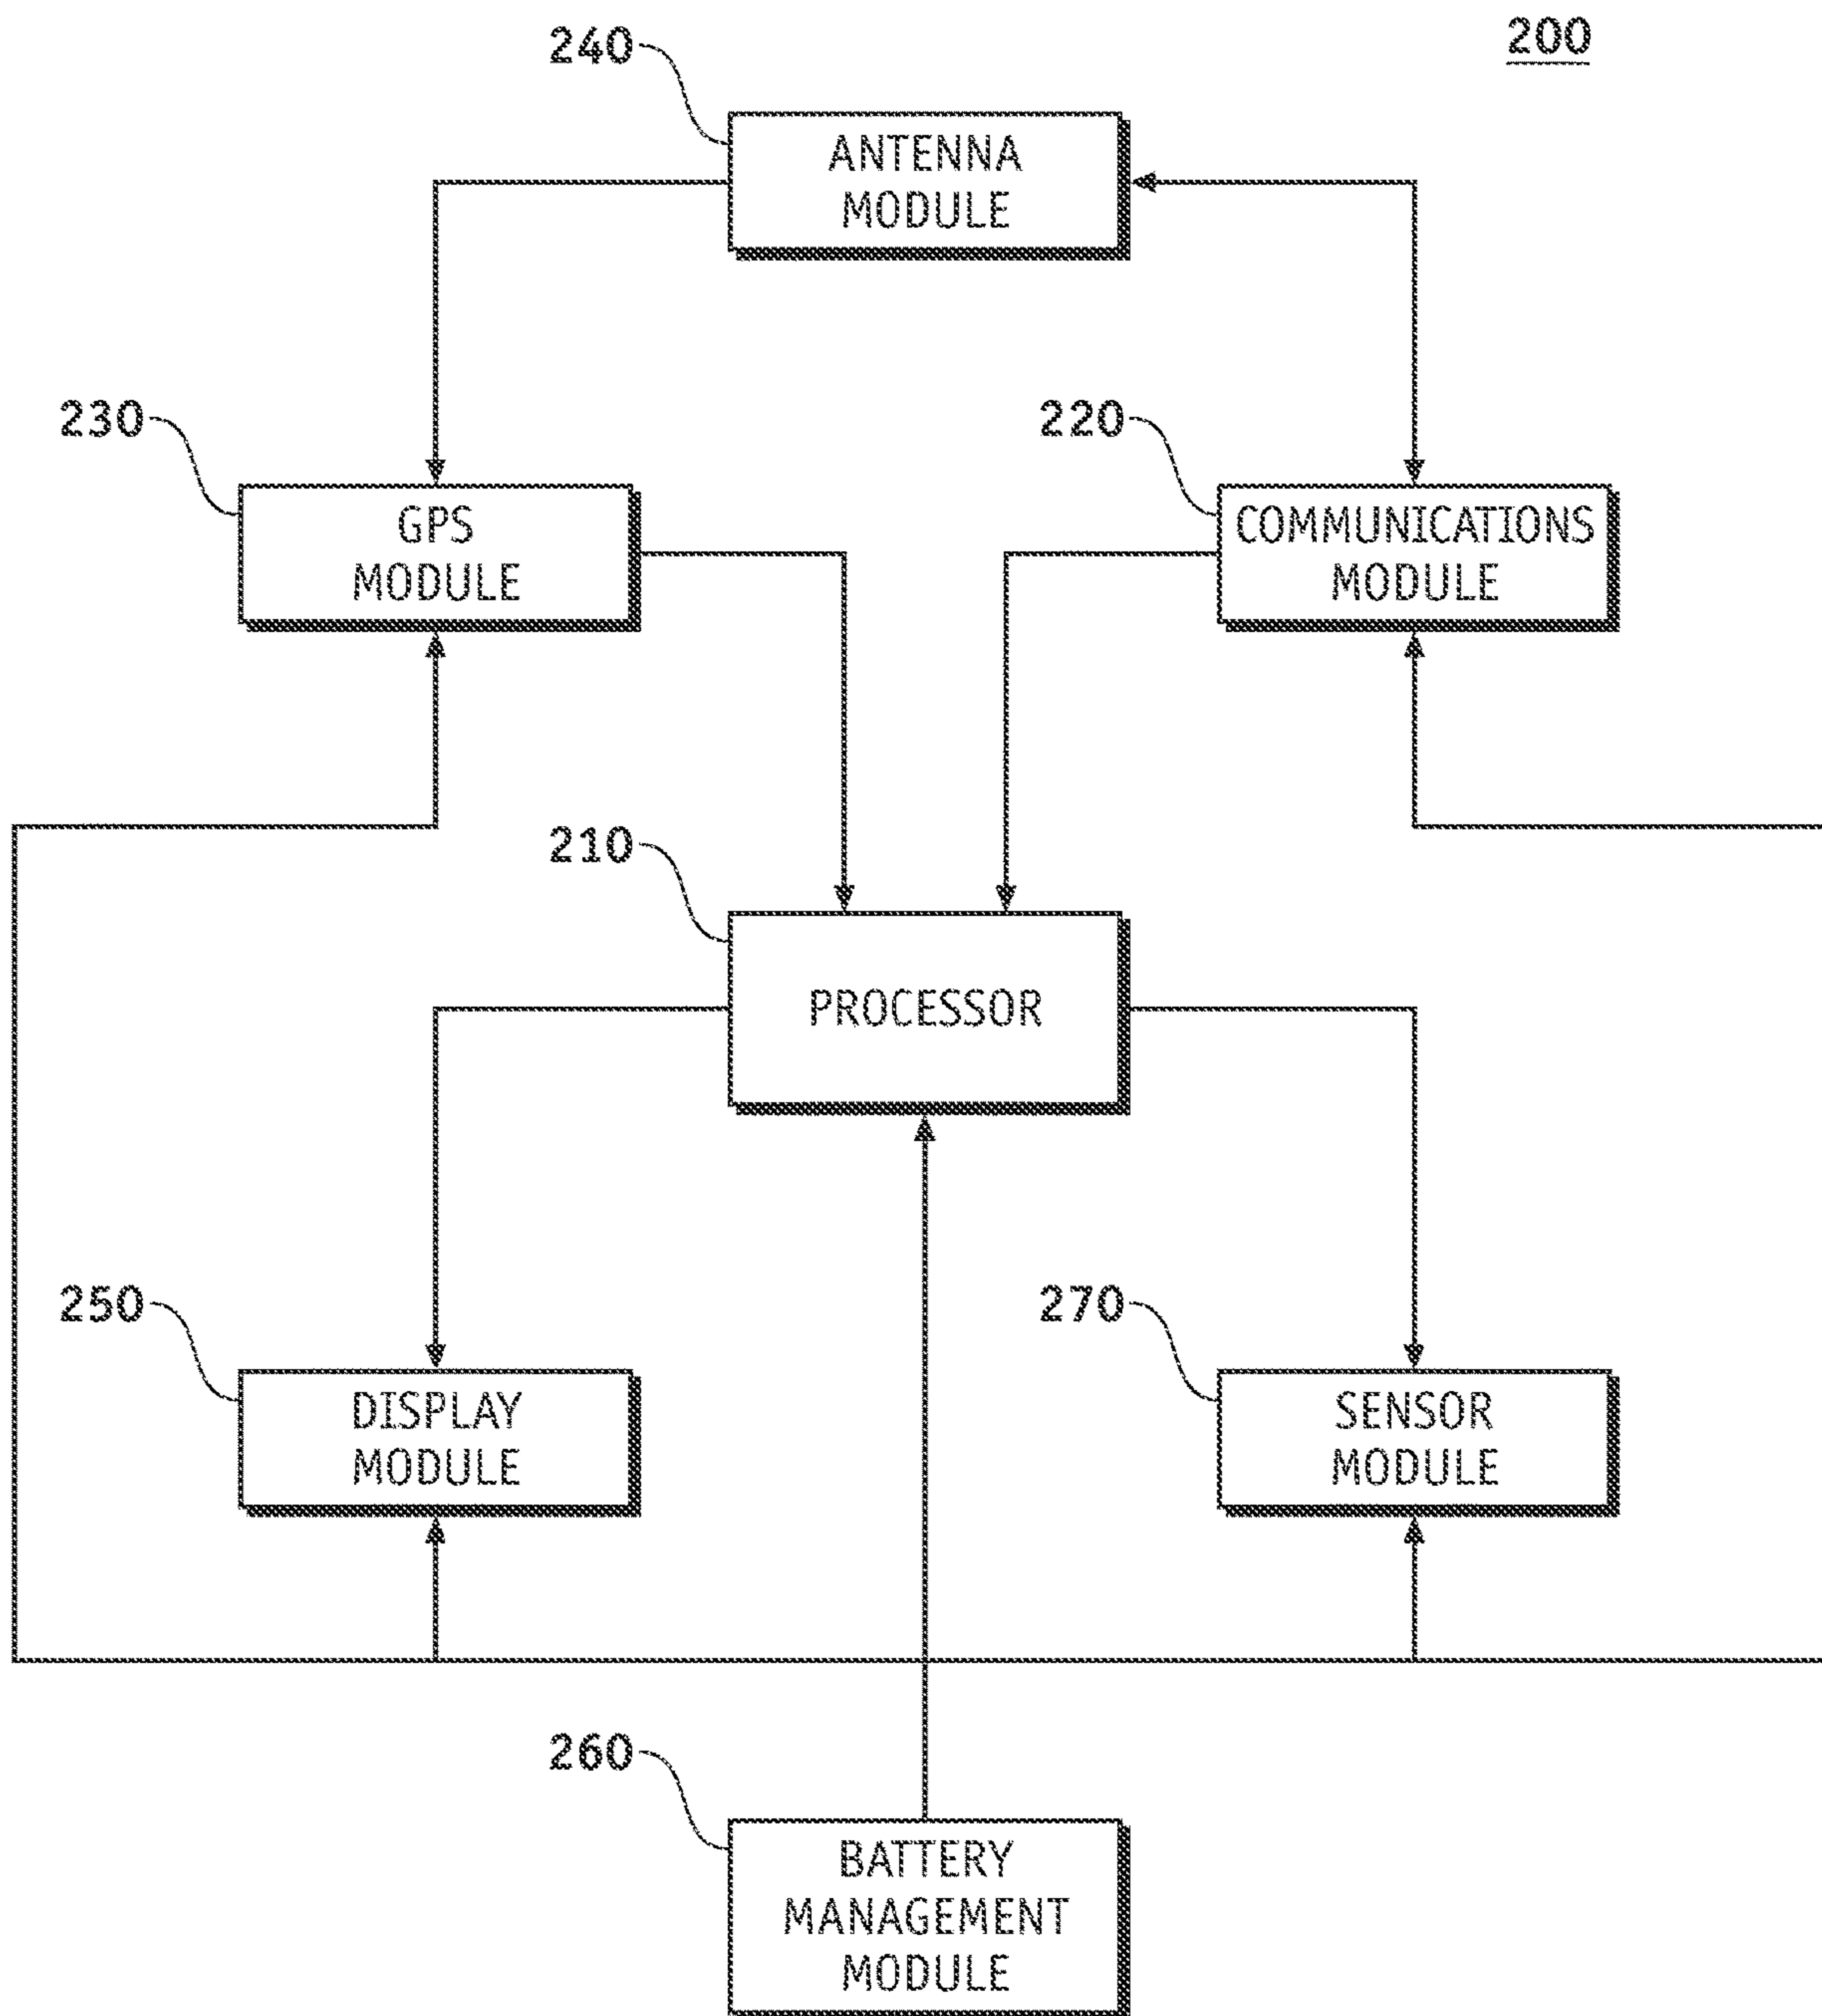 200
240
ANTENNA
MODULE
230
GPS
MODULE
220
COMMUNICATIONS
MODULE
210
PROCESSOR
250
DISPLAY
MODULE
270
SENSOR
MODULE
260
BATTERY
MANAGEMENT
MODULE